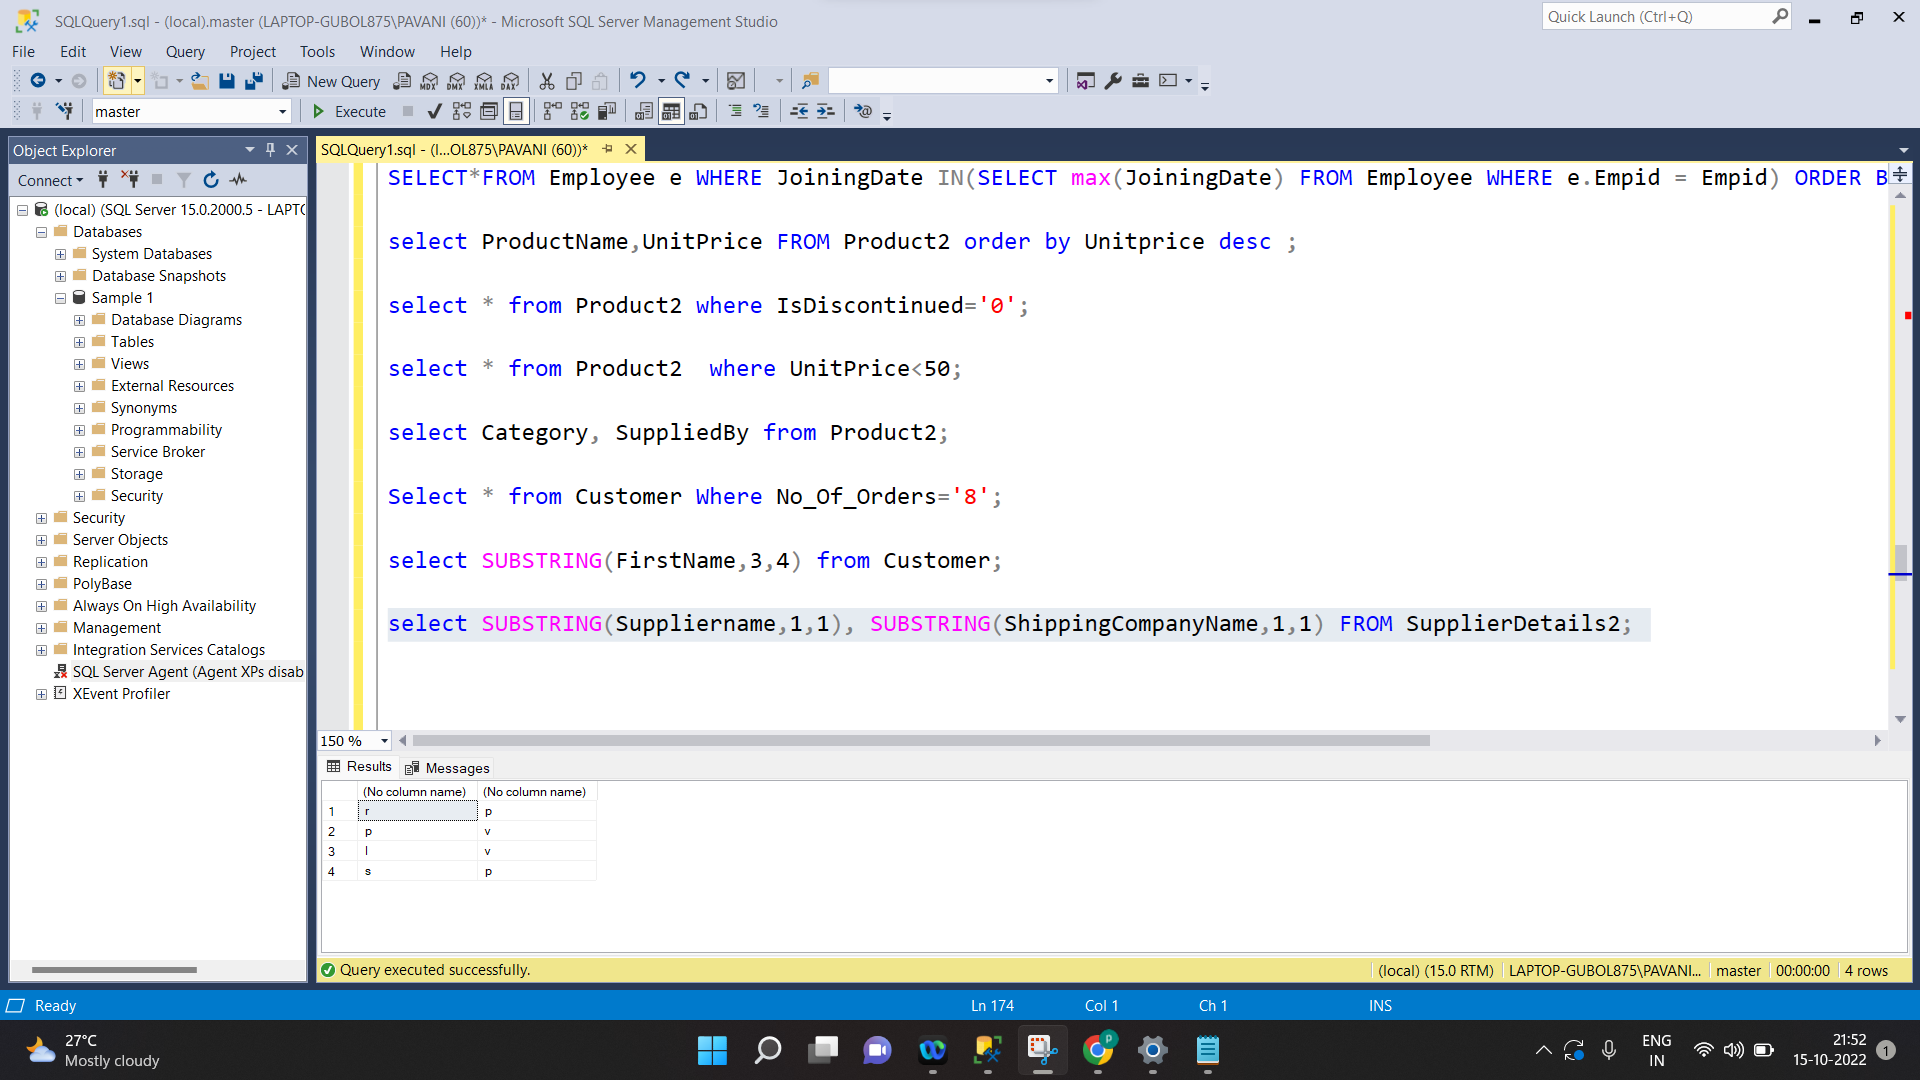 SQLQuery1.sql - (local).master (LAPTOP-GUBOL875\PAVANI (60))* - Microsoft SQL Server Management Studio
Quick Launch (Ctrl+Q)
File Edit View Query Project Tools Window Help
New Query MDX DMX XMLA DAX
master Execute
Object Explorer
Connect
(local) (SQL Server 15.0.2000.5 - LAPTO
Databases
System Databases
Database Snapshots
Sample 1
Database Diagrams
Tables
Views
External Resources
Synonyms
Programmability
Service Broker
Storage
Security
Security
Server Objects
Replication
PolyBase
Always On High Availability
Management
Integration Services Catalogs
SQL Server Agent (Agent XPs disab
XEvent Profiler
SQLQuery1.sql - (l...OL875\PAVANI (60))*
SELECT*FROM Employee e WHERE JoiningDate IN(SELECT max(JoiningDate) FROM Employee WHERE e.Empid = Empid) ORDER B
select ProductName,UnitPrice FROM Product2 order by Unitprice desc ;
select * from Product2 where IsDiscontinued='0';
select * from Product2  where UnitPrice<50;
select Category, SuppliedBy from Product2;
Select * from Customer Where No_Of_Orders='8';
select SUBSTRING(FirstName,3,4) from Customer;
select SUBSTRING(Suppliername,1,1), SUBSTRING(ShippingCompanyName,1,1) FROM SupplierDetails2;
150 %
Results Messages
(No column name) (No column name)
1 r p
2 p v
3 l v
4 s p
Query executed successfully.
(local) (15.0 RTM) LAPTOP-GUBOL875\PAVANI... master 00:00:00 4 rows
Ready Ln 174 Col 1 Ch 1 INS
27°C
Mostly cloudy
P
ENG
IN
21:52
15-10-2022
1